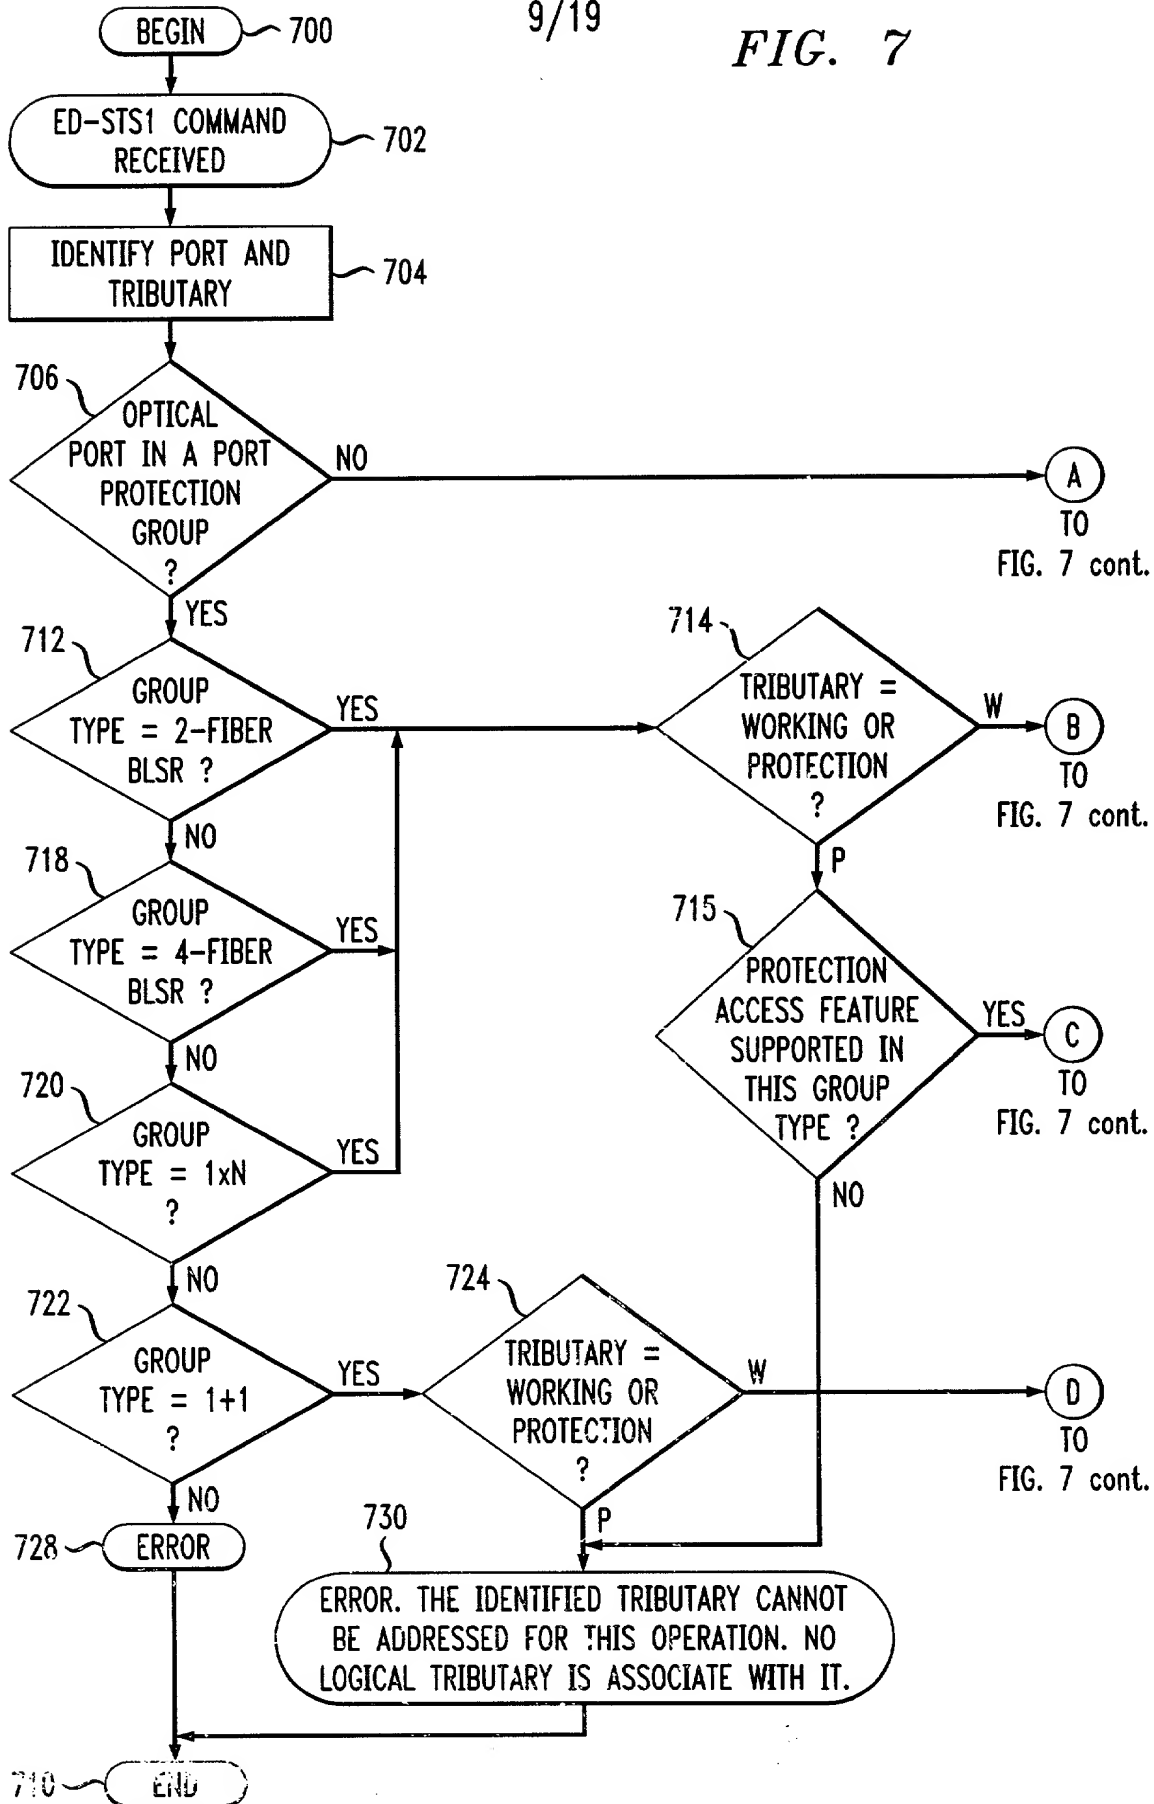 9/19
FIG. 7
BEGIN
700
ED-STS1 COMMAND
RECEIVED
702
IDENTIFY PORT AND
TRIBUTARY
704
706
OPTICAL
PORT IN A PORT
PROTECTION
GROUP
?
NO
A
TO
FIG. 7 cont.
YES
712
GROUP
TYPE = 2-FIBER
BLSR ?
YES
714
TRIBUTARY =
WORKING OR
PROTECTION
?
W
B
TO
FIG. 7 cont.
NO
P
718
GROUP
TYPE = 4-FIBER
BLSR ?
YES
715
PROTECTION
ACCESS FEATURE
SUPPORTED IN
THIS GROUP
TYPE ?
YES
C
TO
FIG. 7 cont.
NO
NO
720
GROUP
TYPE = 1xN
?
YES
NO
722
GROUP
TYPE = 1+1
?
YES
724
TRIBUTARY =
WORKING OR
PROTECTION
?
W
D
TO
FIG. 7 cont.
NO
P
728
ERROR
730
ERROR. THE IDENTIFIED TRIBUTARY CANNOT
BE ADDRESSED FOR THIS OPERATION. NO
LOGICAL TRIBUTARY IS ASSOCIATE WITH IT.
710
END